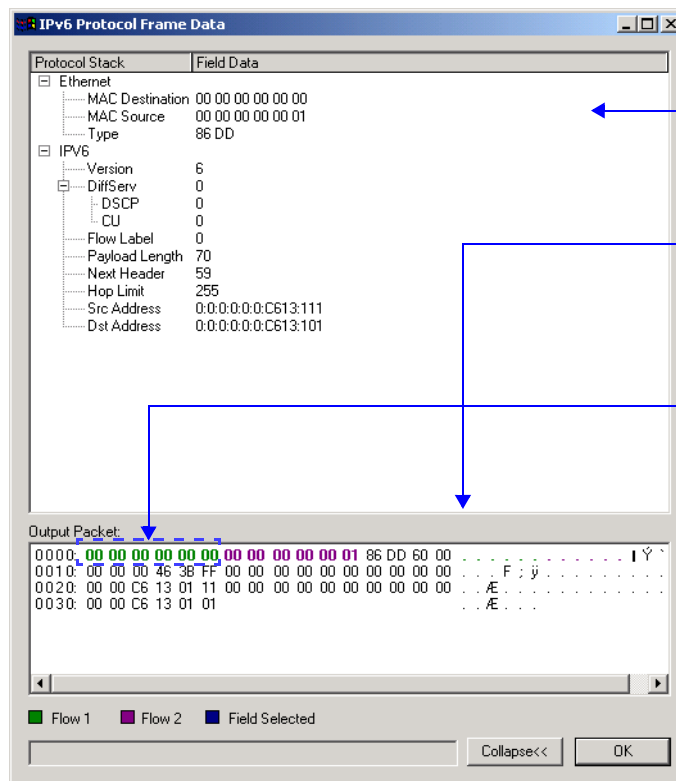 IPv6 Protocol Frame Data
Protocol Stack Field Data
Ethernet
MAC Destination 00 00 00 00 00 00
MAC Source 00 00 00 00 00 01
Type 86 DD
IPV6
Version 6
DiffServ 0
DSCP 0
CU 0
Flow Label 0
Payload Length 70
Next Header 59
Hop Limit 255
Src Address 0:0:0:0:0:0:C613:111
Dst Address 0:0:0:0:0:0:C613:101
Output Packet:
0000: 00 00 00 00 00 00 00 00 00 00 00 01 86 DD 60 00 . . . . . . . . . . . . ▌Ý ` .
0010: 00 00 00 46 3B FF 00 00 00 00 00 00 00 00 00 00 . . . F ; ÿ . . . . . . . . . .
0020: 00 00 C6 13 01 11 00 00 00 00 00 00 00 00 00 00 . . Æ . . . . . . . . . . . . .
0030: 00 00 C6 13 01 01 . . Æ . . .
Flow 1 Flow 2 Field Selected
Collapse<< OK